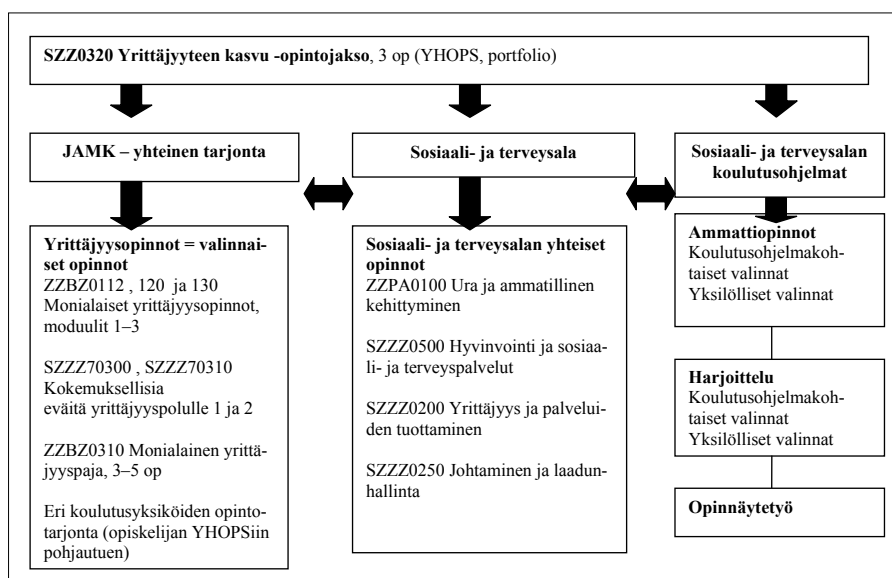 SZZ0320 Yrittäjyyteen kasvu -opintojakso, 3 op (YHOPS, portfolio)
JAMK – yhteinen tarjonta
Sosiaali- ja terveysala
Sosiaali- ja terveysalan
koulutusohjelmat
Yrittäjyysopinnot = valinnai-
set opinnot
ZZBZ0112 , 120 ja 130
Monialaiset yrittäjyysopinnot,
moduulit 1–3
SZZZ70300 , SZZZ70310
Kokemuksellisia
eväitä yrittäjyyspolulle 1 ja 2
ZZBZ0310 Monialainen yrittä-
jyyspaja, 3–5 op
Eri koulutusyksiköiden opinto-
tarjonta (opiskelijan YHOPSiin
pohjautuen)
Sosiaali- ja terveysalan yhteiset
opinnot
ZZPA0100 Ura ja ammatillinen
kehittyminen
SZZZ0500 Hyvinvointi ja sosiaa-
li- ja terveyspalvelut
SZZZ0200 Yrittäjyys ja palvelui-
den tuottaminen
SZZZ0250 Johtaminen ja laadun-
hallinta
Ammattiopinnot
Koulutusohjelmakoh-
taiset valinnat
Yksilölliset valinnat
Harjoittelu
Koulutusohjelmakoh-
taiset valinnat
Yksilölliset valinnat
Opinnäytetyö